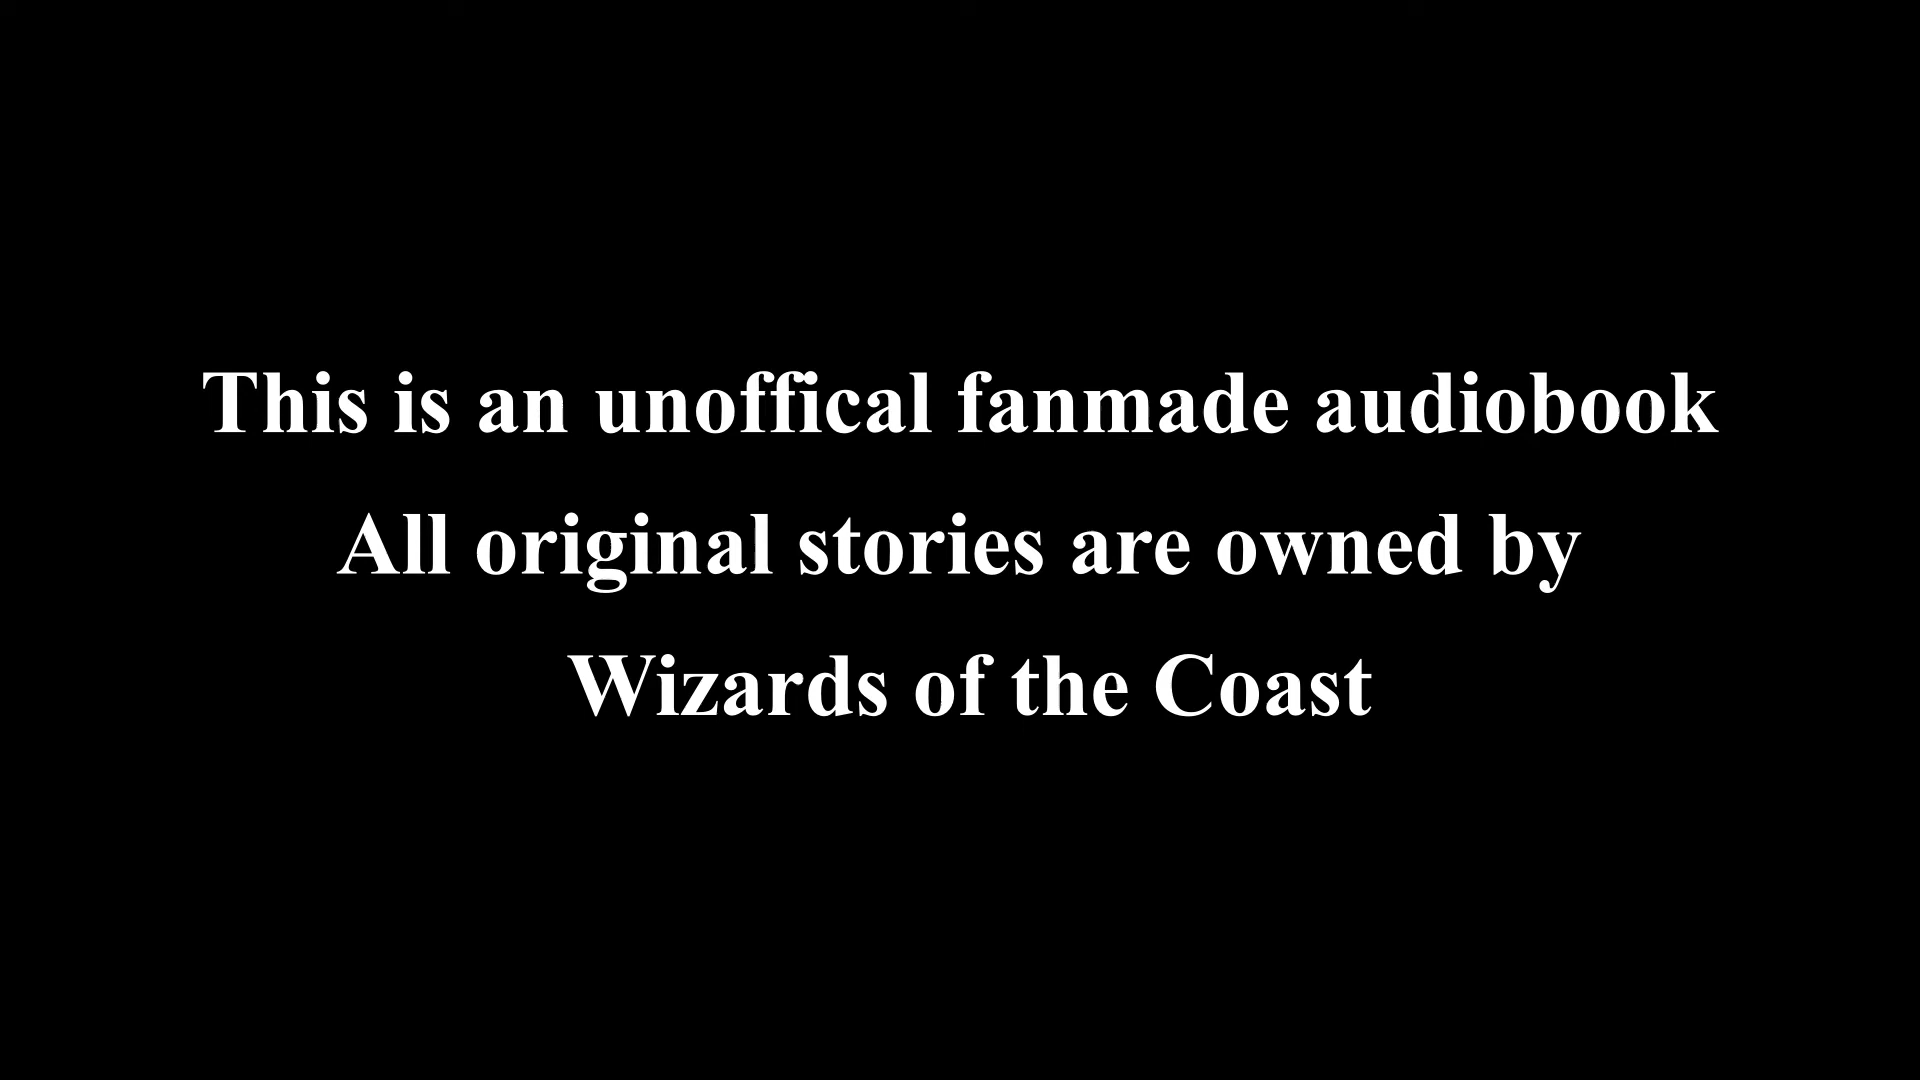 This is an unoffical fanmade audiobook
All original stories are owned by
Wizards of the Coast